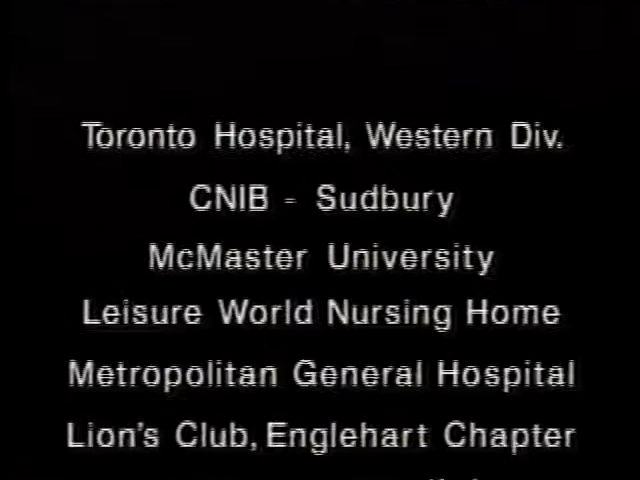 Toronto Hospital, Western Div.
CNIB - Sudbury
McMaster University
Leisure World Nursing Home
Metropolitan General Hospital
Lion's Club, Englehart Chapter